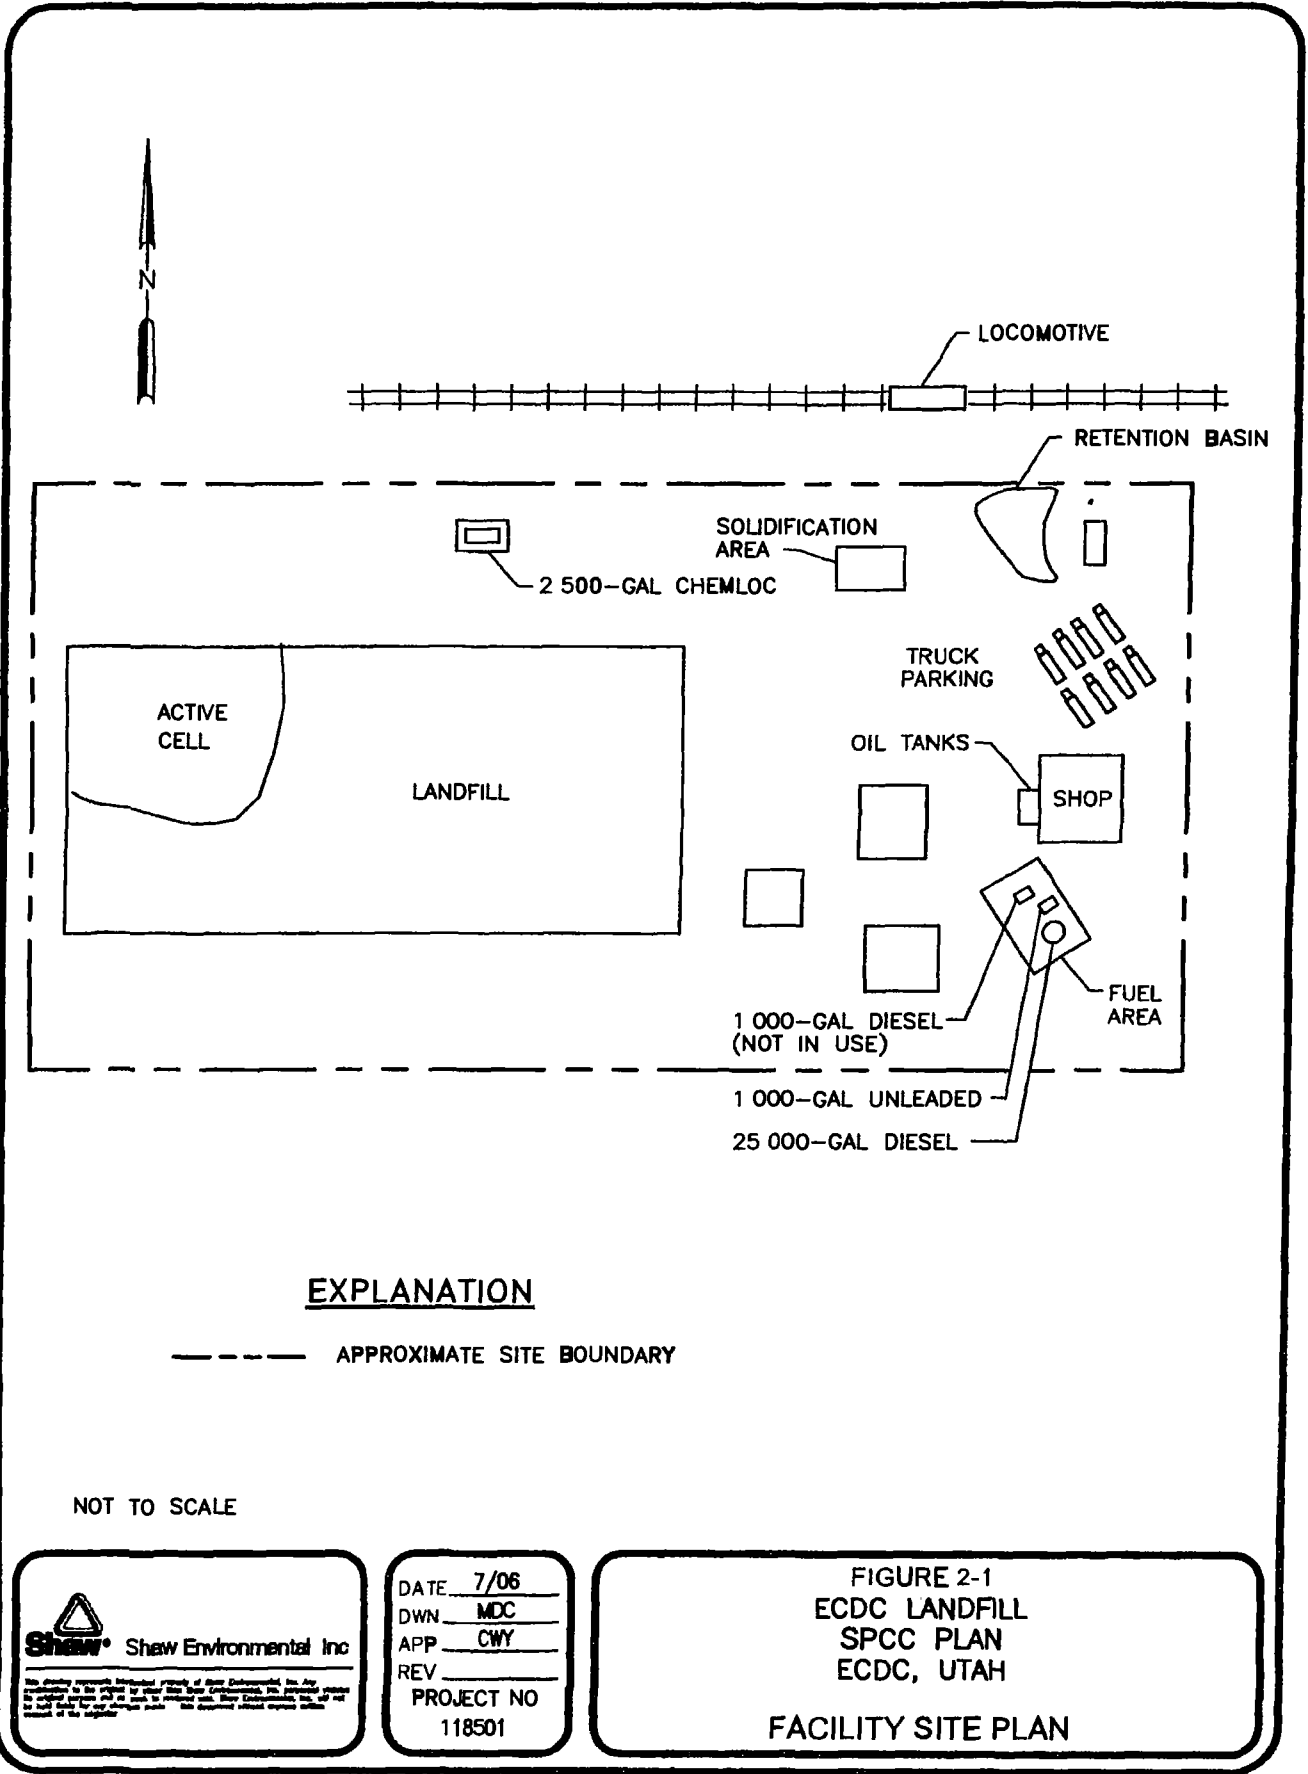 N
LOCOMOTIVE
RETENTION BASIN
SOLIDIFICATION
AREA
2 500-GAL CHEMLOC
TRUCK
PARKING
ACTIVE
CELL
OIL TANKS
LANDFILL
SHOP
FUEL
AREA
1 000-GAL DIESEL
(NOT IN USE)
1 000-GAL UNLEADED
25 000-GAL DIESEL
EXPLANATION
APPROXIMATE SITE BOUNDARY
NOT TO SCALE
Shaw Shaw Environmental Inc
DATE 7/06
DWN MDC
APP CWY
REV
PROJECT NO
118501
FIGURE 2-1
ECDC LANDFILL
SPCC PLAN
ECDC, UTAH
FACILITY SITE PLAN